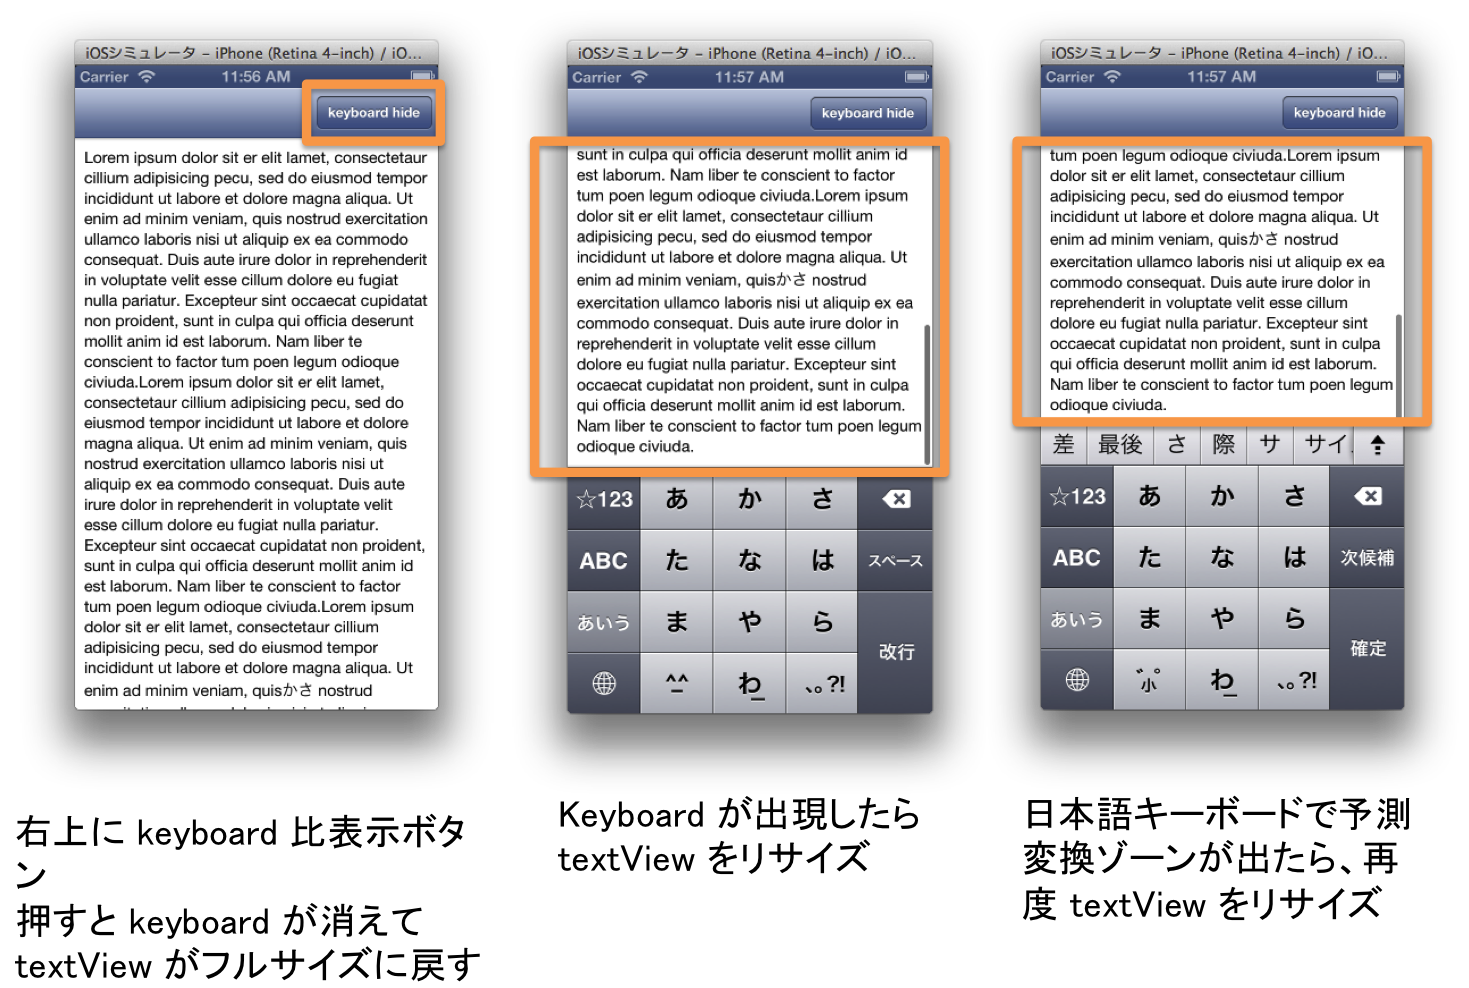 iOSシミュレータ – iPhone (Retina 4-inch) / iO...
Carrier
11:56 AM
keyboard hide
Lorem ipsum dolor sit er elit lamet, consectetaur
cillium adipisicing pecu, sed do eiusmod tempor
incididunt ut labore et dolore magna aliqua. Ut
enim ad minim veniam, quis nostrud exercitation
ullamco laboris nisi ut aliquip ex ea commodo
consequat. Duis aute irure dolor in reprehenderit
in voluptate velit esse cillum dolore eu fugiat
nulla pariatur. Excepteur sint occaecat cupidatat
non proident, sunt in culpa qui officia deserunt
mollit anim id est laborum. Nam liber te
conscient to factor tum poen legum odioque
civiuda.Lorem ipsum dolor sit er elit lamet,
consectetaur cillium adipisicing pecu, sed do
eiusmod tempor incididunt ut labore et dolore
magna aliqua. Ut enim ad minim veniam, quis
nostrud exercitation ullamco laboris nisi ut
aliquip ex ea commodo consequat. Duis aute
irure dolor in reprehenderit in voluptate velit
esse cillum dolore eu fugiat nulla pariatur.
Excepteur sint occaecat cupidatat non proident,
sunt in culpa qui officia deserunt mollit anim id
est laborum. Nam liber te conscient to factor
tum poen legum odioque civiuda.Lorem ipsum
dolor sit er elit lamet, consectetaur cillium
adipisicing pecu, sed do eiusmod tempor
incididunt ut labore et dolore magna aliqua. Ut
enim ad minim veniam, quisかさ nostrud
右上に keyboard 比表示ボタ
ン
押すと keyboard が消えて
textView がフルサイズに戻す
iOSシミュレータ – iPhone (Retina 4-inch) / iO...
Carrier
11:57 AM
keyboard hide
sunt in culpa qui officia deserunt mollit anim id
est laborum. Nam liber te conscient to factor
tum poen legum odioque civiuda.Lorem ipsum
dolor sit er elit lamet, consectetaur cillium
adipisicing pecu, sed do eiusmod tempor
incididunt ut labore et dolore magna aliqua. Ut
enim ad minim veniam, quisかさ nostrud
exercitation ullamco laboris nisi ut aliquip ex ea
commodo consequat. Duis aute irure dolor in
reprehenderit in voluptate velit esse cillum
dolore eu fugiat nulla pariatur. Excepteur sint
occaecat cupidatat non proident, sunt in culpa
qui officia deserunt mollit anim id est laborum.
Nam liber te conscient to factor tum poen legum
odioque civiuda.
☆123 あ か さ
ABC た な は スペース
あいう ま や ら
改行
^^ わ 、。?!
Keyboard が出現したら
textView をリサイズ
iOSシミュレータ – iPhone (Retina 4-inch) / iO...
Carrier
11:57 AM
keyboard hide
tum poen legum odioque civiuda.Lorem ipsum
dolor sit er elit lamet, consectetaur cillium
adipisicing pecu, sed do eiusmod tempor
incididunt ut labore et dolore magna aliqua. Ut
enim ad minim veniam, quisかさ nostrud
exercitation ullamco laboris nisi ut aliquip ex ea
commodo consequat. Duis aute irure dolor in
reprehenderit in voluptate velit esse cillum
dolore eu fugiat nulla pariatur. Excepteur sint
occaecat cupidatat non proident, sunt in culpa
qui officia deserunt mollit anim id est laborum.
Nam liber te conscient to factor tum poen legum
odioque civiuda.
差 最後 さ 際 サ サイ
☆123 あ か さ
ABC た な は 次候補
あいう ま や ら
確定
゛゜小 わ 、。?!
日本語キーボードで予測
変換ゾーンが出たら、再
度 textView をリサイズ